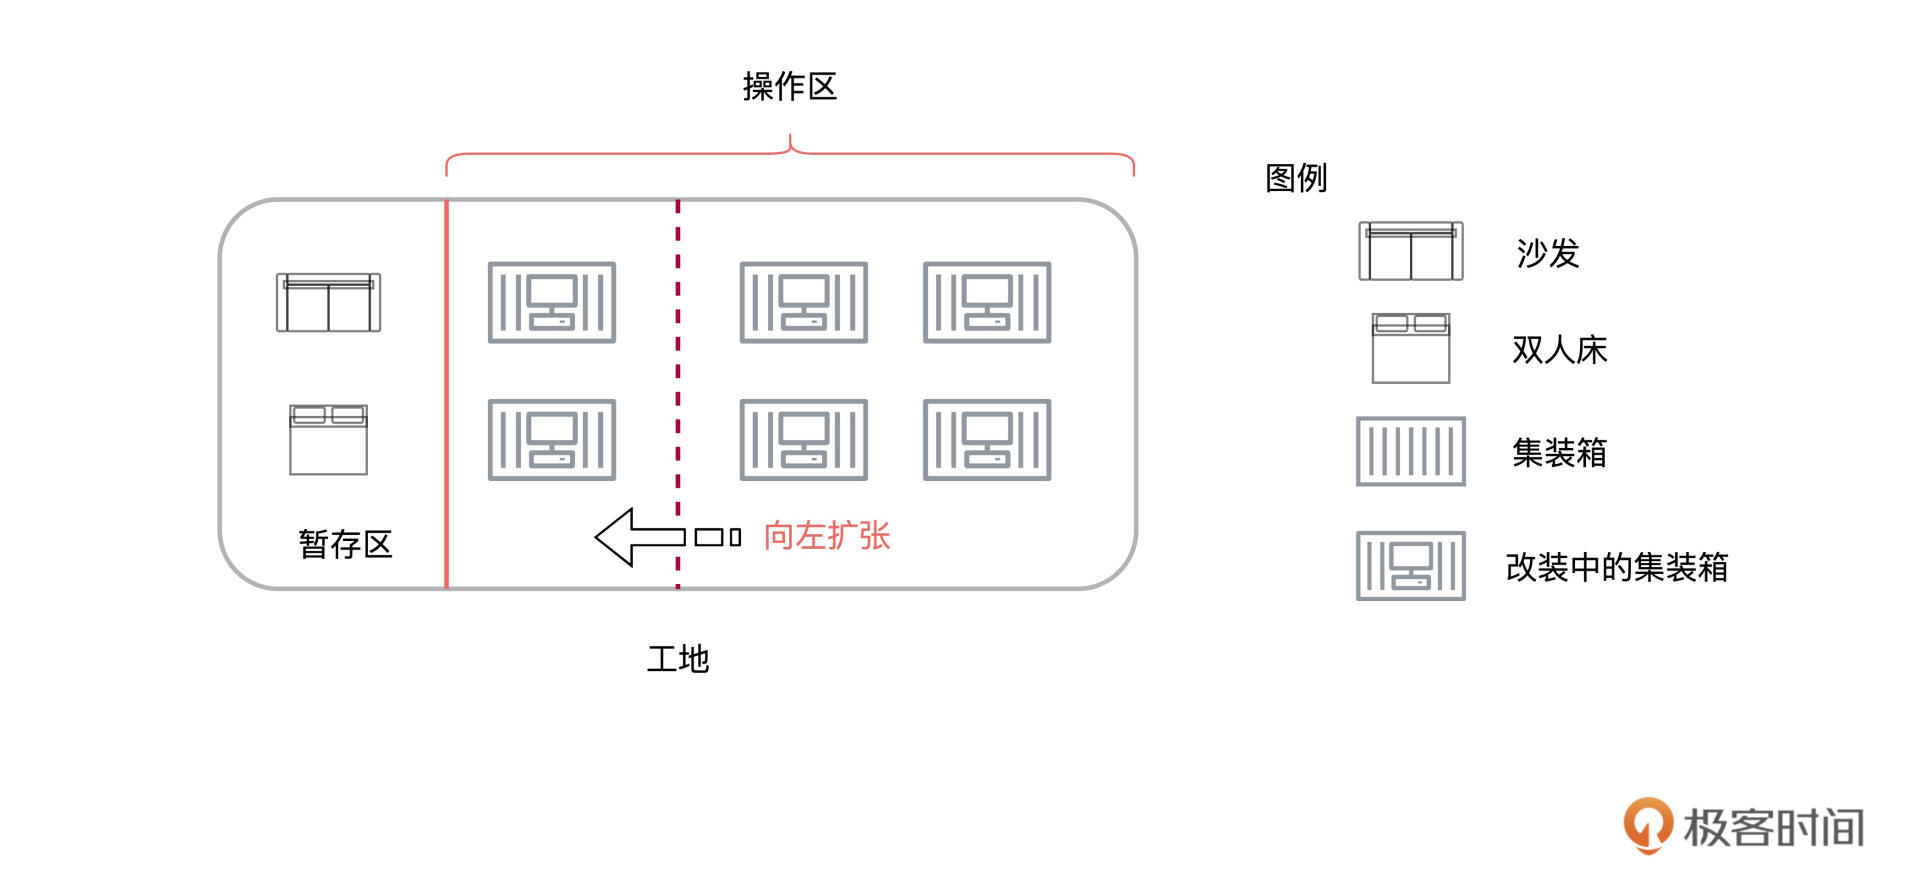 操作区
图例
沙发
双人床
集装箱
改装中的集装箱
向左扩张
暂存区
工地
极客时间